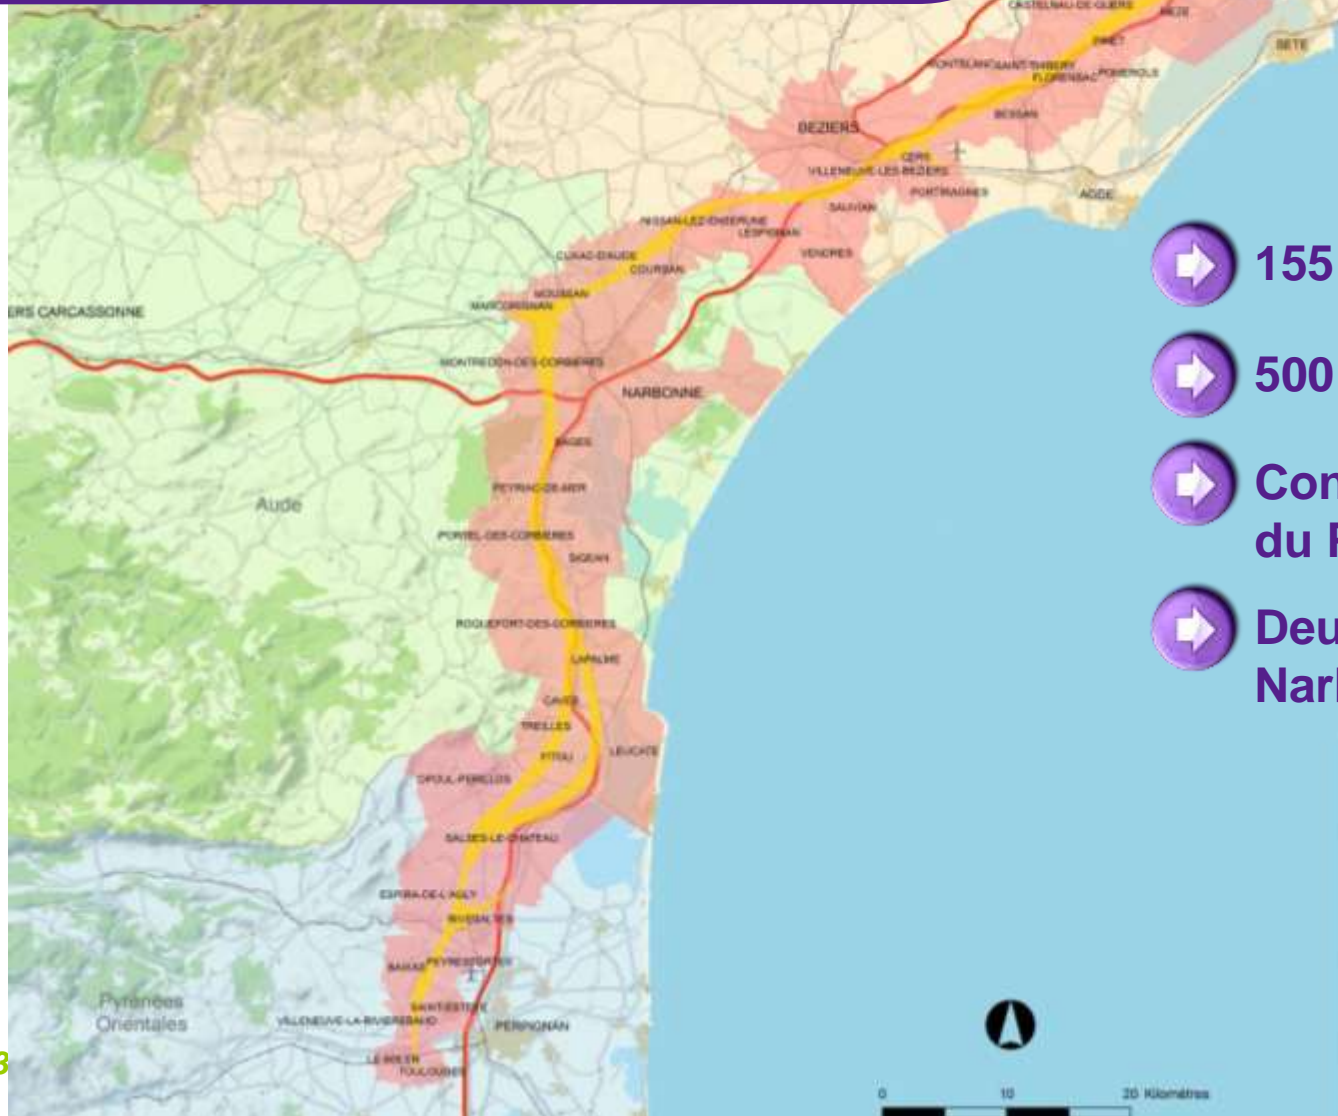 CASTELNAU-DE-GUERS
MEZE
PINET
SETE
MONTBLANC
SAINT-THIBERY
FLORENSAC
POMEROLS
BESSAN
BEZIERS
CERS
VILLENEUVE-LES-BEZIERS
PORTIRAGNES
AGDE
SAUVIAN
NISSAN-LEZ-ENSERUNE
LESPIGNAN
VENDRES
CUXAC-D'AUDE
COURSAN
MOUSSAN
MARCORIGNAN
ERS CARCASSONNE
MONTREDON-DES-CORBIERES
NARBONNE
BAGES
PEYRIAC-DE-MER
Aude
PORTEL-DES-CORBIERES
SIGEAN
ROQUEFORT-DES-CORBIERES
LAPALME
CAVES
TREILLES
FITOU
LEUCATE
OPOUL-PERILLOS
SALSES-LE-CHATEAU
ESPIRA-DE-L'AGLY
RIVESALTES
BAIXAS
PEYRESTORTES
Pyrénées
Orientales
SAINT-ESTEVE
VILLENEUVE-LA-RIVIERE
BAHO
PERPIGNAN
LE SOLER
TOULOUGES
155
500
Con
du
Deu
Nar
0 10 20 Kilomètres
3